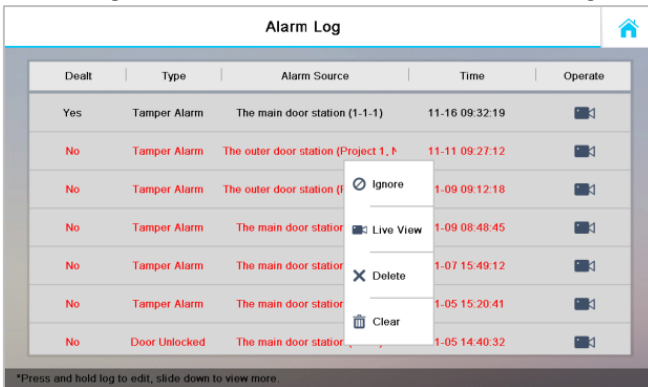 Alarm Log
Dealt Type Alarm Source Time Operate
Yes Tamper Alarm The main door station (1-1-1) 11-16 09:32:19
No Tamper Alarm The outer door station (Project 1, 11-11 09:27:12
No Tamper Alarm The outer door station 1-09 09:12:18
Ignore
No Tamper Alarm The main door 1-09 08:48:45
Live View
No Tamper Alarm The main door 1-07 15:49:12
Delete
No Tamper Alarm The main door 1-05 15:20:41
Clear
No Door Unlocked The main door 1-05 14:40:32
*Press and hold log to edit, slide down to view more.